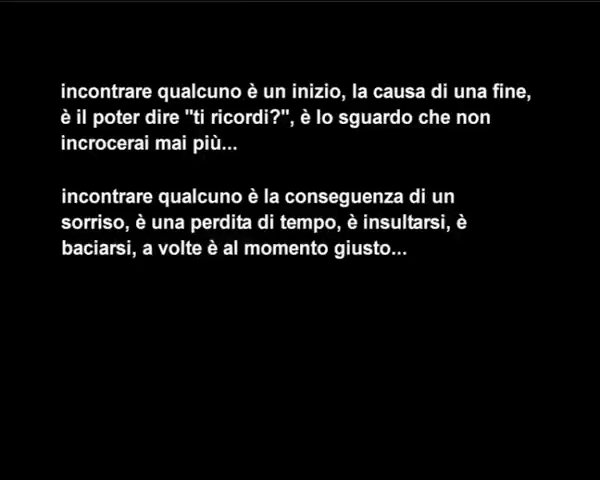 incontrare qualcuno è un inizio, la causa di una fine,
è il poter dire "ti ricordi?", è lo sguardo che non
incrocerai mai più...
incontrare qualcuno è la conseguenza di un
sorriso, è una perdita di tempo, è insultarsi, è
baciarsi, a volte è al momento giusto...